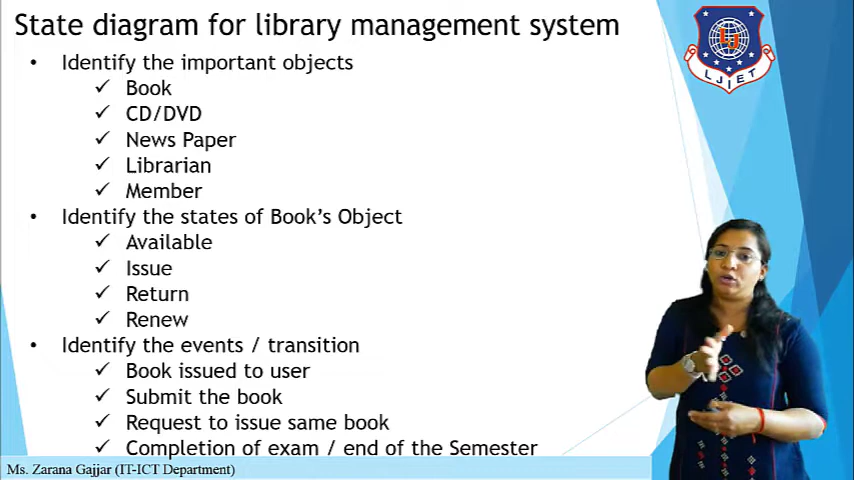 State diagram for library management system
• Identify the important objects
✓ Book
✓ CD/DVD
✓ News Paper
✓ Librarian
✓ Member
• Identify the states of Book's Object
✓ Available
✓ Issue
✓ Return
✓ Renew
• Identify the events / transition
✓ Book issued to user
✓ Submit the book
✓ Request to issue same book
✓ Completion of exam / end of the Semester
Ms. Zarana Gajjar (IT-ICT Department)
LJ
LJIET